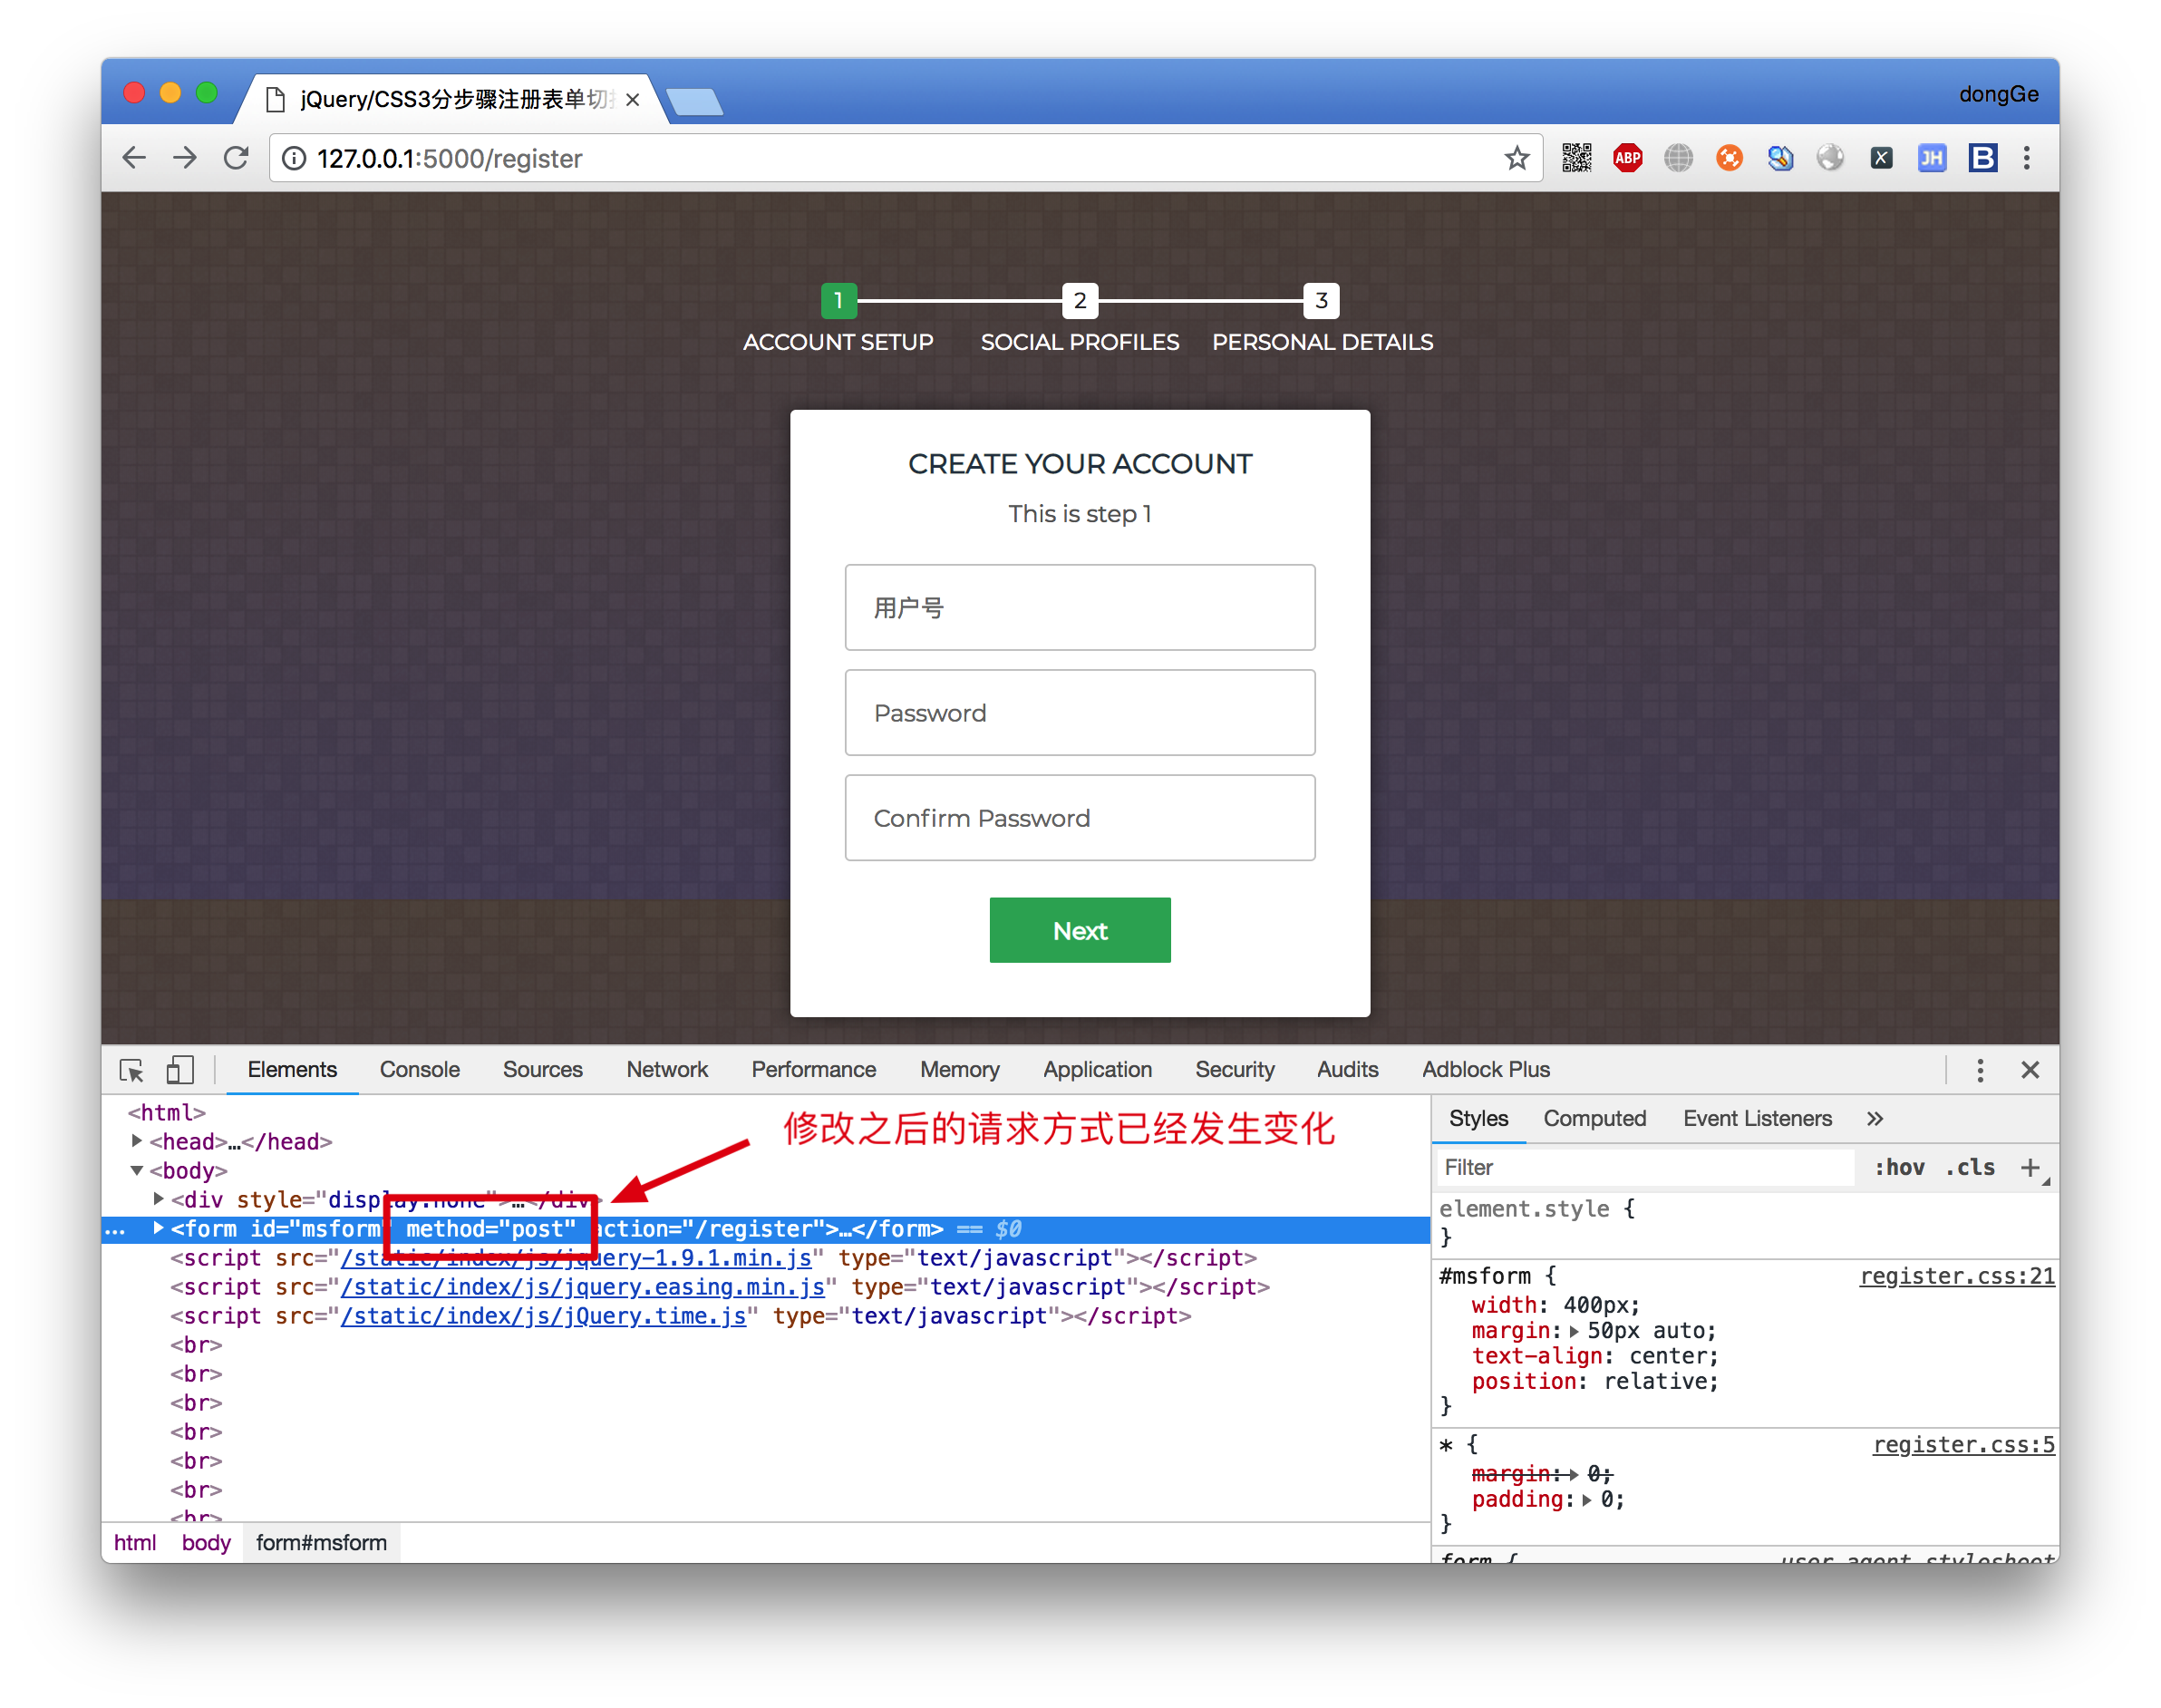 jQuery/CSS3分步骤注册表单切
dongGe
127.0.0.1:5000/register
ABP
JH
B
1 2 3
ACCOUNT SETUP SOCIAL PROFILES PERSONAL DETAILS
CREATE YOUR ACCOUNT
This is step 1
用户号
Password
Confirm Password
Next
Elements Console Sources Network Performance Memory Application Security Audits Adblock Plus
修改之后的请求方式已经发生变化
<html>
<head>…</head>
<body>
<div style="display:none">…</div>
<form id="msform" method="post" action="/register">…</form> == $0
<script src="/static/index/js/jquery-1.9.1.min.js" type="text/javascript"></script>
<script src="/static/index/js/jquery.easing.min.js" type="text/javascript"></script>
<script src="/static/index/js/jQuery.time.js" type="text/javascript"></script>
<br>
<br>
<br>
<br>
<br>
<br>
<br>
html body form#msform
Styles Computed Event Listeners »
Filter :hov .cls +
element.style {
}
#msform { register.css:21
width: 400px;
margin: 50px auto;
text-align: center;
position: relative;
}
* { register.css:5
margin: 0;
padding: 0;
}
form { user agent stylesheet